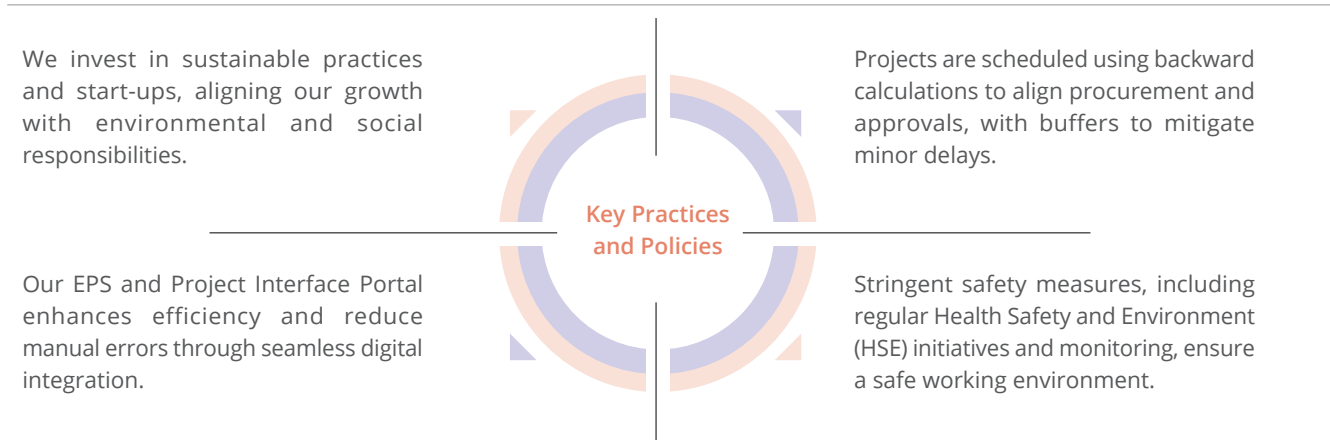 We invest in sustainable practices
and start-ups, aligning our growth
with environmental and social
responsibilities.
Projects are scheduled using backward
calculations to align procurement and
approvals, with buffers to mitigate
minor delays.
Key Practices
and Policies
Our EPS and Project Interface Portal
enhances efficiency and reduce
manual errors through seamless digital
integration.
Stringent safety measures, including
regular Health Safety and Environment
(HSE) initiatives and monitoring, ensure
a safe working environment.